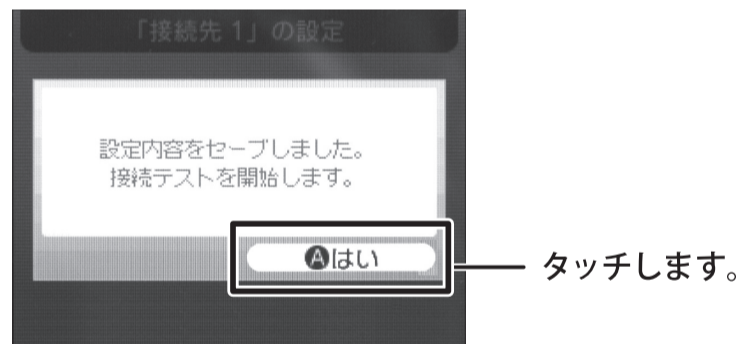 「接続先 1」の設定
設定内容をセーブしました。
接続テストを開始します。
Ⓐはい
タッチします。